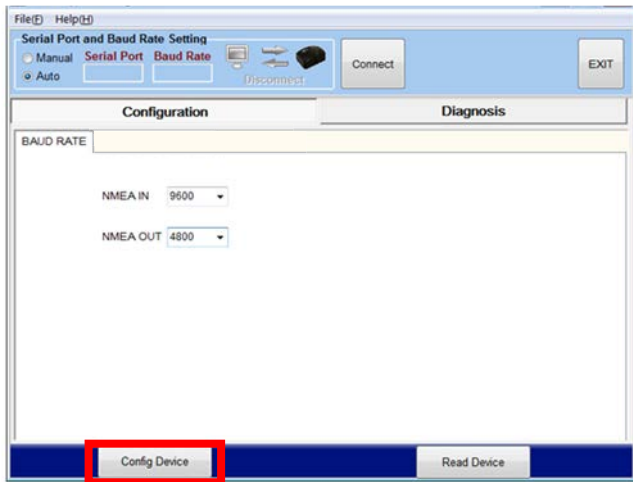 File(F) Help(H)
Serial Port and Baud Rate Setting
Manual Serial Port Baud Rate
Auto
Disconnect
Connect
EXIT
Configuration Diagnosis
BAUD RATE
NMEA IN 9600
NMEA OUT 4800
Config Device Read Device